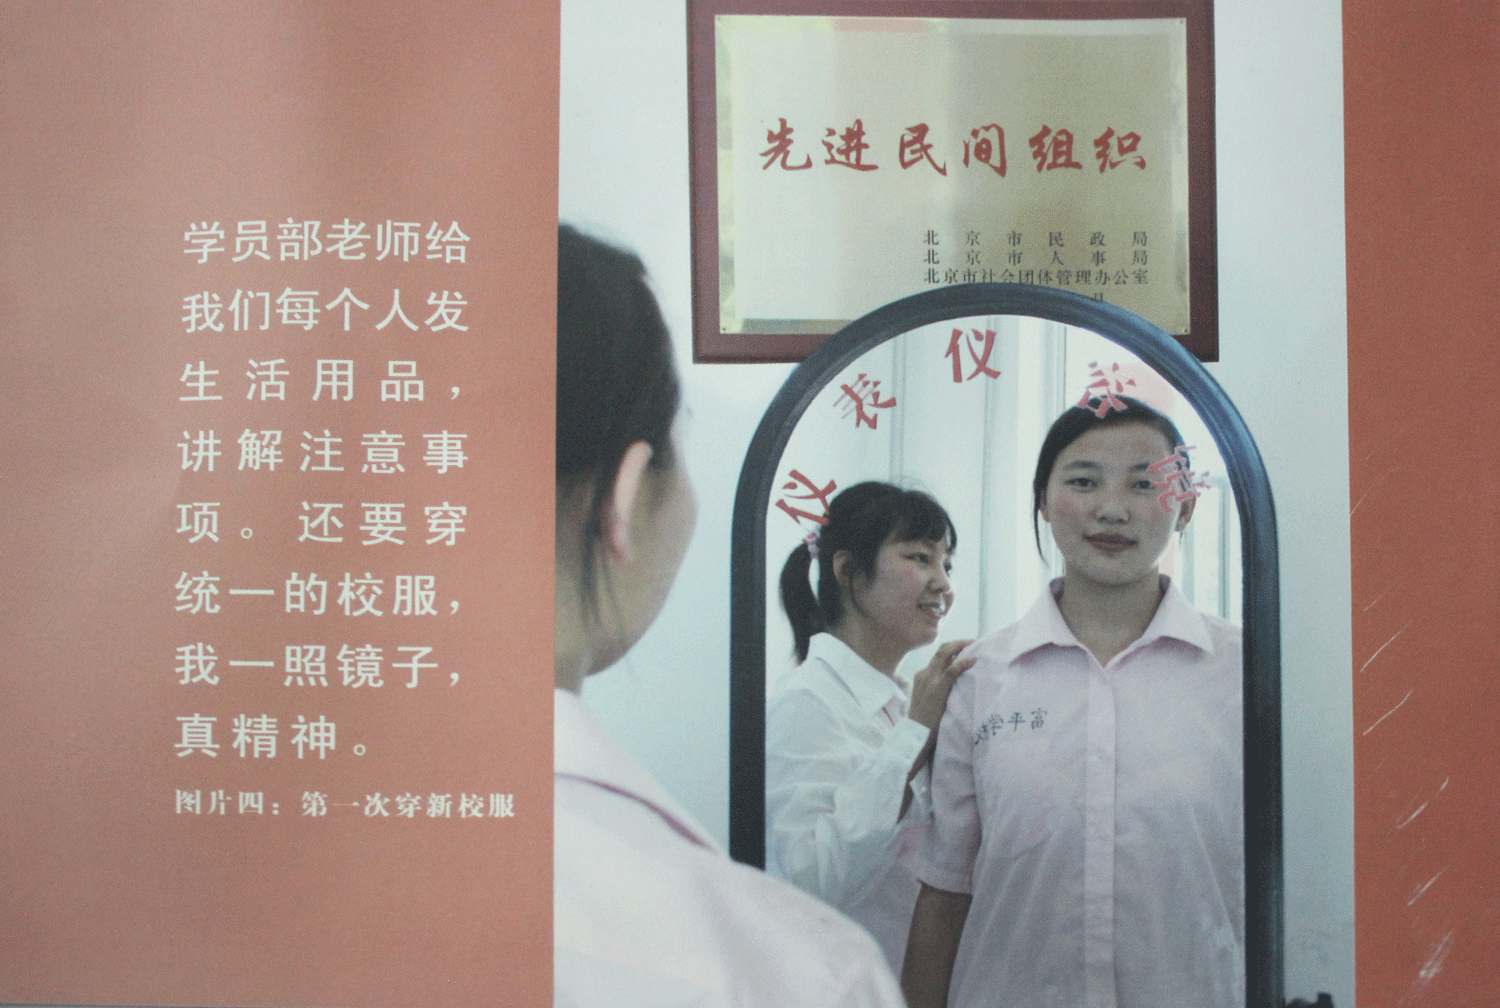 学员部老师给
我们每个人发
生活用品，
讲解注意事
项。还要穿
统一的校服，
我一照镜子，
真精神。
图片四：第一次穿新校服
先进民间组织
北京市民政局
北京市人事局
北京市社会团体管理办公室
月
仪表仪
富平学